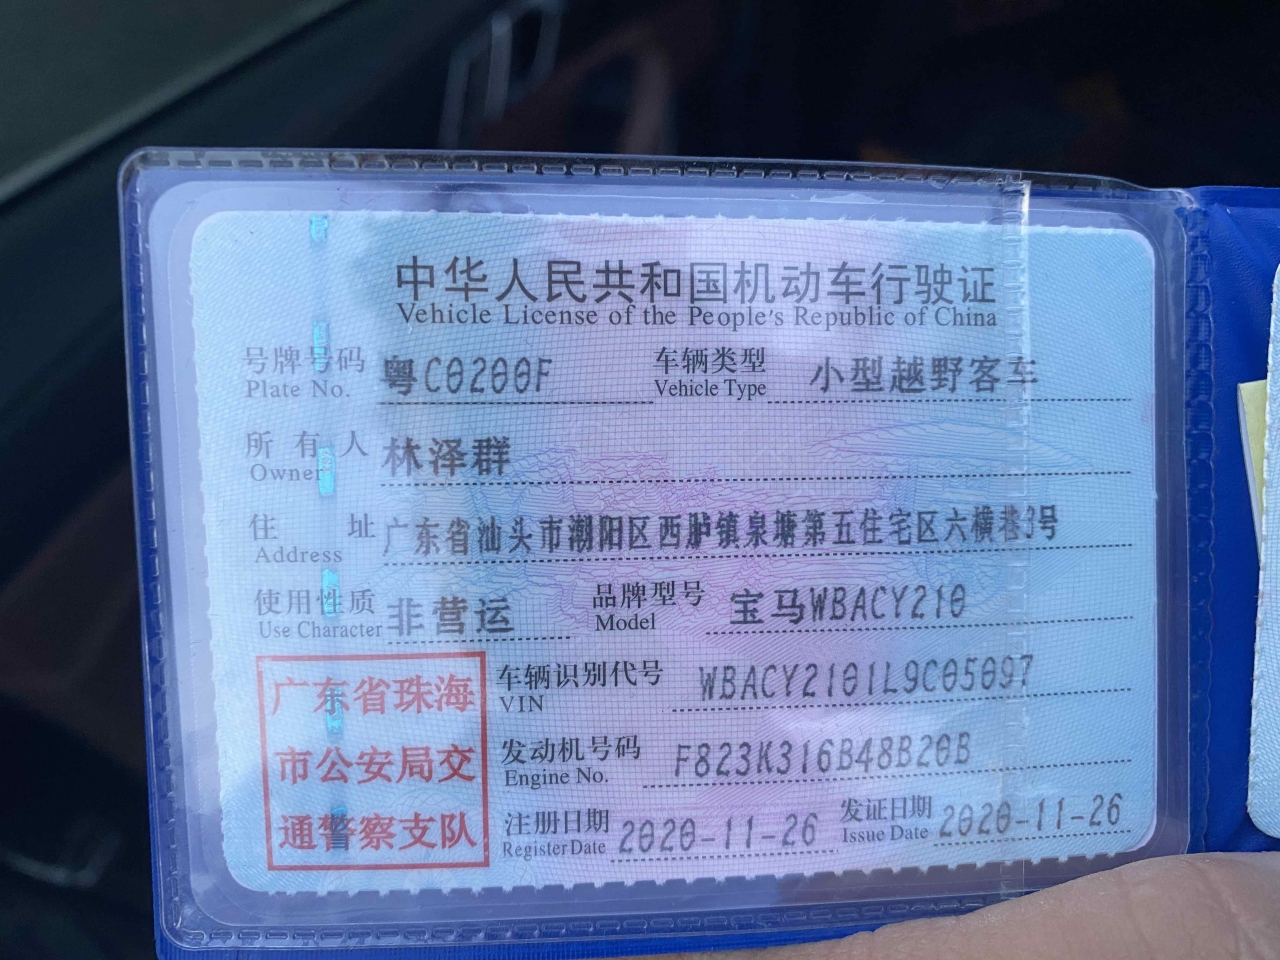 中华人民共和国机动车行驶证
Vehicle License of the People's Republic of China
号牌号码 粤C0200F 车辆类型 小型越野客车
Plate No. Vehicle Type
所有人 林泽群
Owner
住址 广东省汕头市潮阳区西胪镇泉塘第五住宅区六横巷3号
Address
使用性质 非营运 品牌型号 宝马WBACY210
Use Character Model
广东省珠海
市公安局交
通警察支队
车辆识别代号 WBACY2101L9C05097
VIN
发动机号码 F823K316B48B20B
Engine No.
注册日期 2020-11-26 发证日期 2020-11-26
Register Date Issue Date